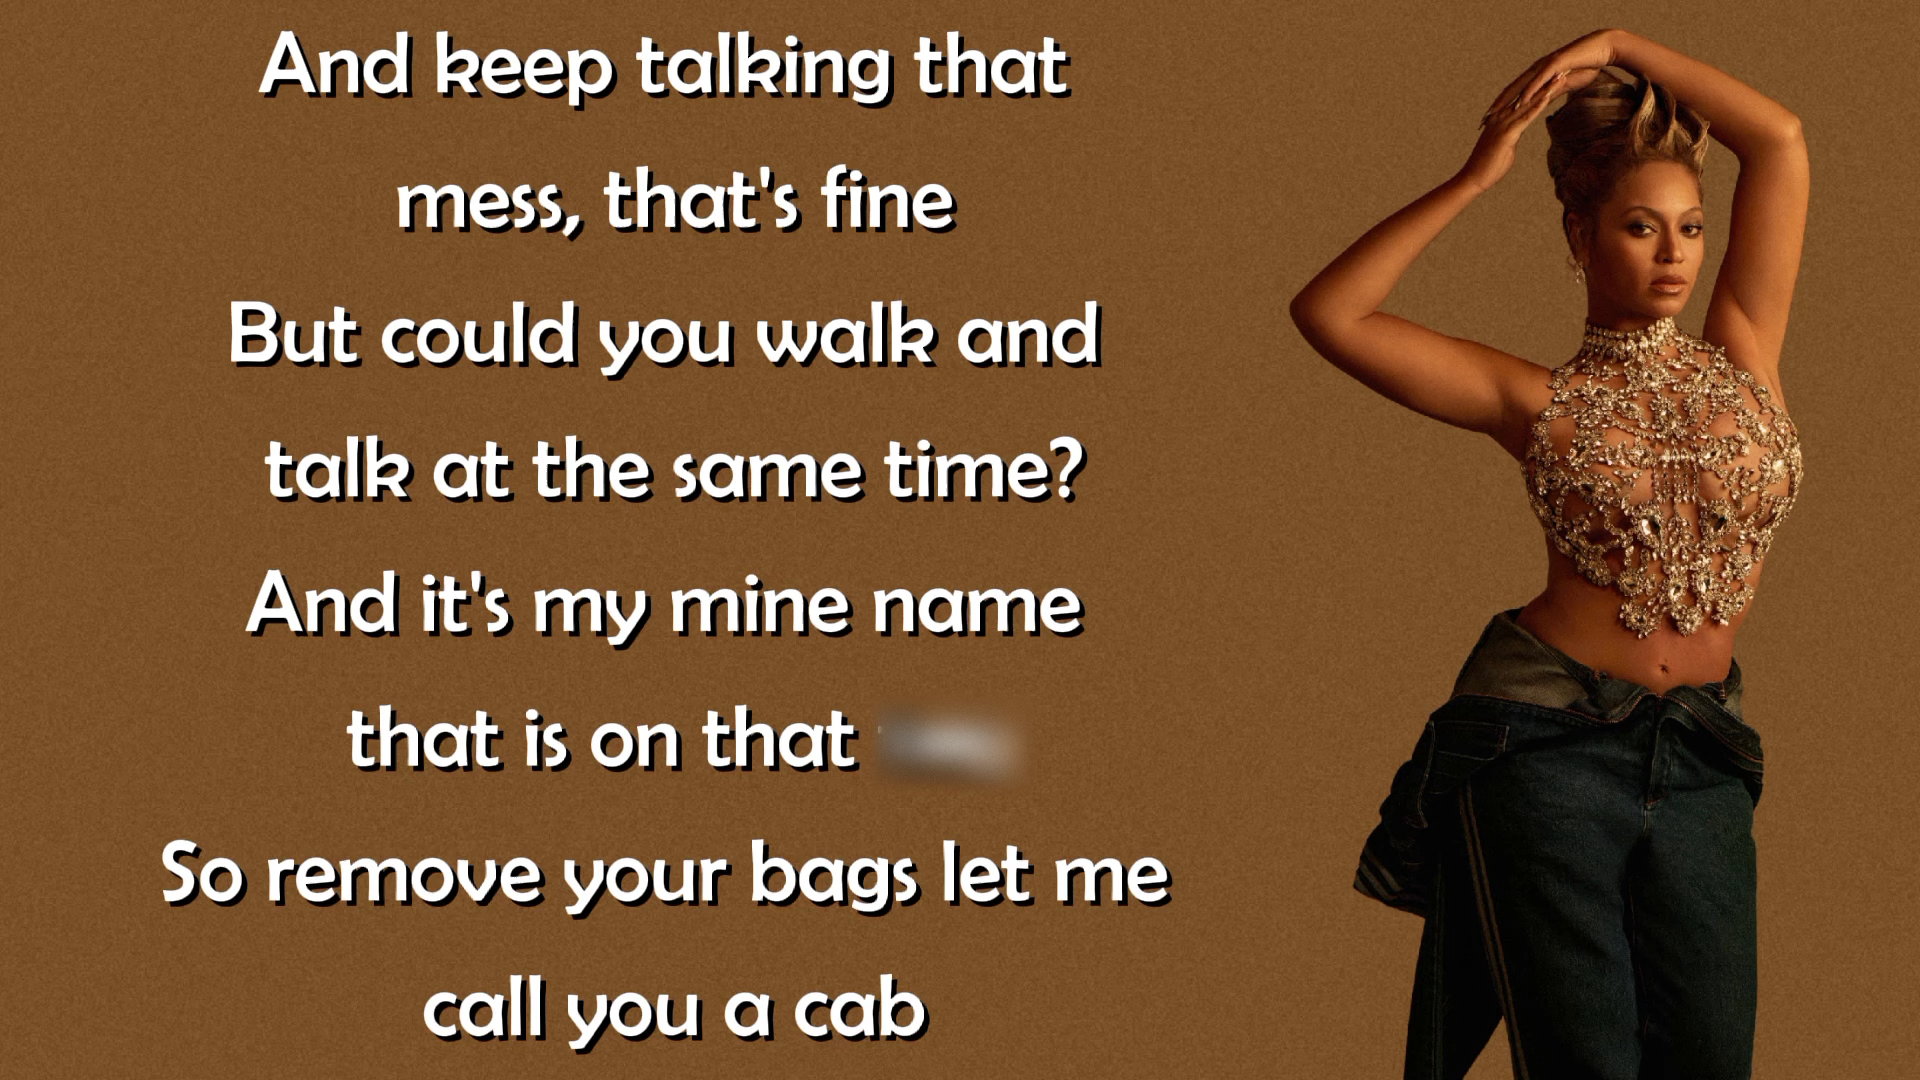 And keep talking that
mess, that's fine
But could you walk and
talk at the same time?
And it's my mine name
that is on that
So remove your bags let me
call you a cab